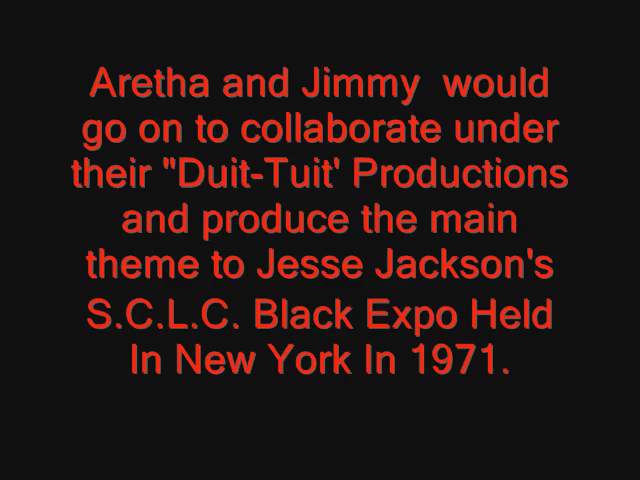 Aretha and Jimmy  would
go on to collaborate under
their "Duit-Tuit' Productions
and produce the main
theme to Jesse Jackson's
S.C.L.C. Black Expo Held
In New York In 1971.